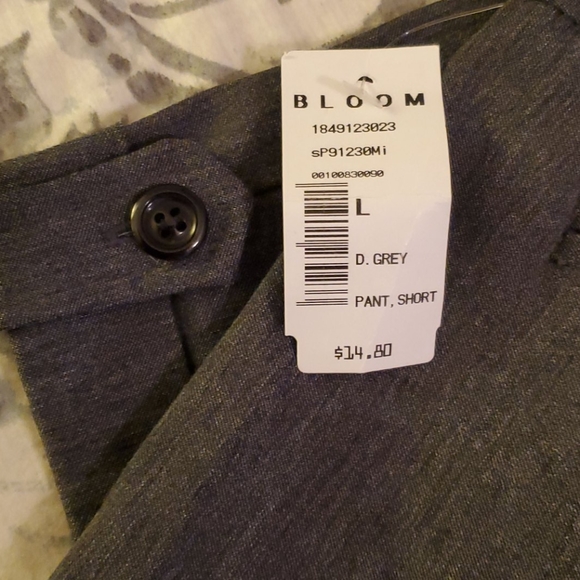 BLOOM
1849123023
sP91230Mi
00100830090
L
D.GREY
PANT,SHORT
$14.80